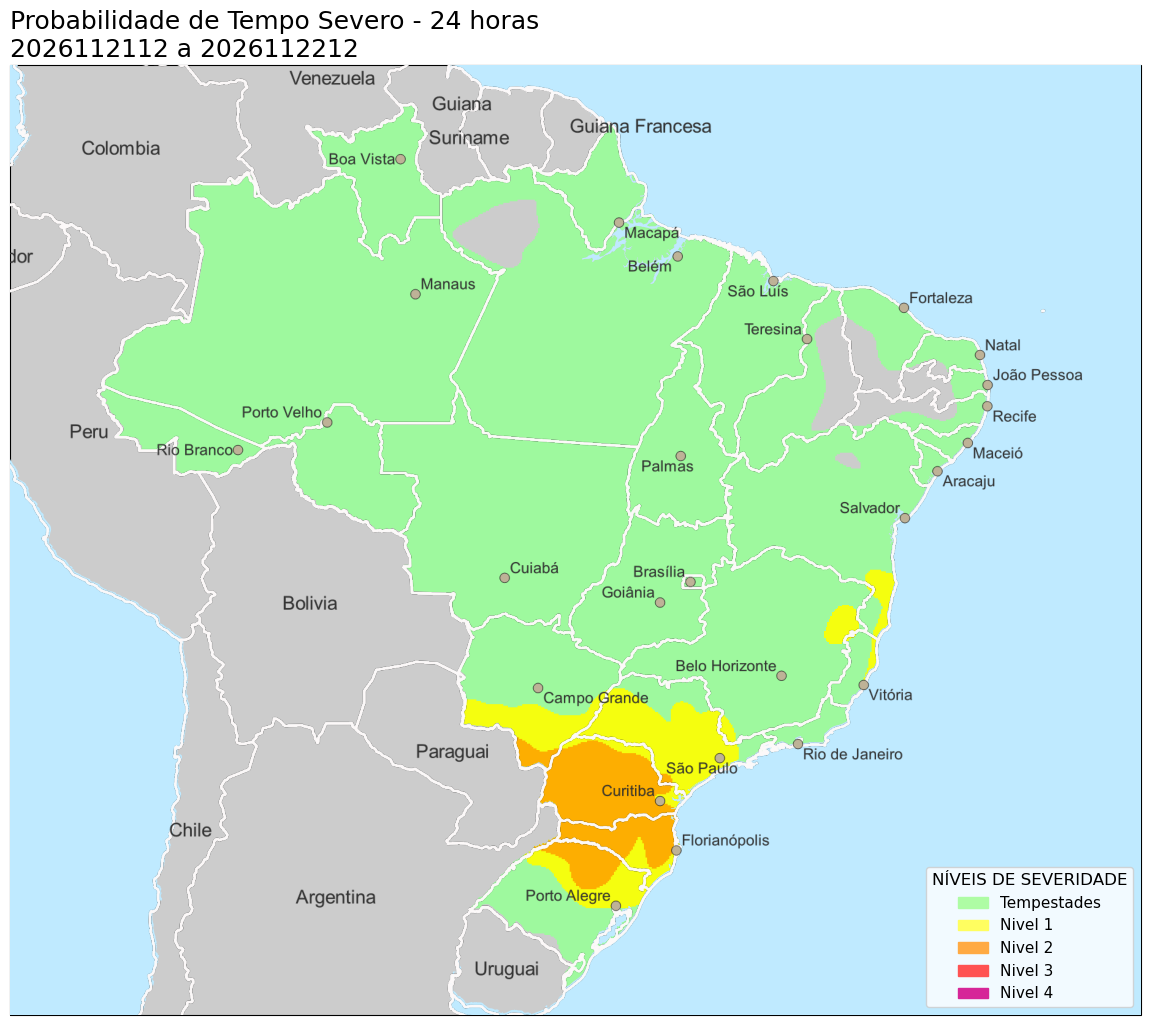 Probabilidade de Tempo Severo - 24 horas
2026112112 a 2026112212
Venezuela
Guiana
Guiana Francesa
Suriname
Colombia
Boa Vista
Macapá
dor
Belém
Manaus
São Luís
Fortaleza
Teresina
Natal
João Pessoa
Porto Velho
Recife
Peru
Rio Branco
Maceió
Palmas
Aracaju
Salvador
Cuiabá
Brasília
Goiânia
Bolivia
Belo Horizonte
Campo Grande
Vitória
Paraguai
Rio de Janeiro
São Paulo
Curitiba
Chile
Florianópolis
Argentina
Porto Alegre
Uruguai
NÍVEIS DE SEVERIDADE
Tempestades
Nivel 1
Nivel 2
Nivel 3
Nivel 4